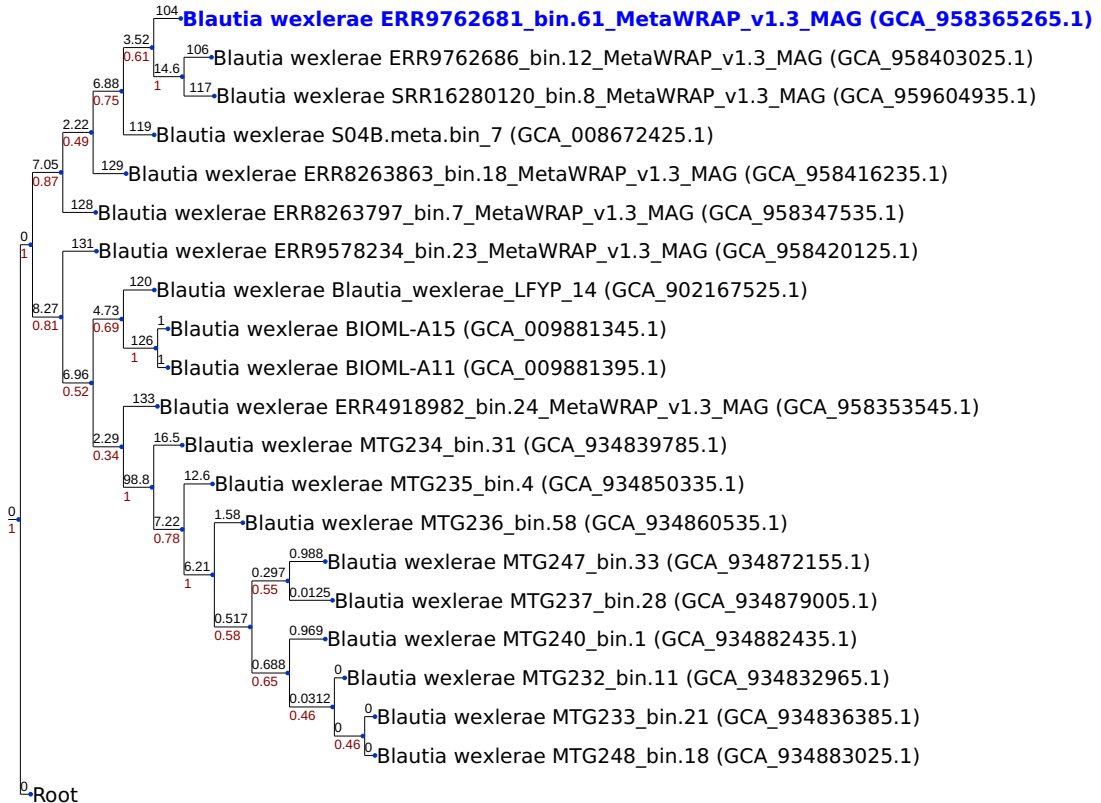 104 Blautia wexlerae ERR9762681_bin.61_MetaWRAP_v1.3_MAG (GCA_958365265.1)
3.52
0.61
106 Blautia wexlerae ERR9762686_bin.12_MetaWRAP_v1.3_MAG (GCA_958403025.1)
14.6
1
6.88
0.75
117 Blautia wexlerae SRR16280120_bin.8_MetaWRAP_v1.3_MAG (GCA_959604935.1)
2.22
0.49
119 Blautia wexlerae S04B.meta.bin_7 (GCA_008672425.1)
7.05
0.87
129 Blautia wexlerae ERR8263863_bin.18_MetaWRAP_v1.3_MAG (GCA_958416235.1)
128 Blautia wexlerae ERR8263797_bin.7_MetaWRAP_v1.3_MAG (GCA_958347535.1)
0
1
131 Blautia wexlerae ERR9578234_bin.23_MetaWRAP_v1.3_MAG (GCA_958420125.1)
120 Blautia wexlerae Blautia_wexlerae_LFYP_14 (GCA_902167525.1)
8.27
0.81
4.73
0.69
1 Blautia wexlerae BIOML-A15 (GCA_009881345.1)
126
1
1 Blautia wexlerae BIOML-A11 (GCA_009881395.1)
6.96
0.52
133 Blautia wexlerae ERR4918982_bin.24_MetaWRAP_v1.3_MAG (GCA_958353545.1)
2.29
0.34
16.5 Blautia wexlerae MTG234_bin.31 (GCA_934839785.1)
98.8
1
12.6 Blautia wexlerae MTG235_bin.4 (GCA_934850335.1)
0
1
7.22
0.78
1.58 Blautia wexlerae MTG236_bin.58 (GCA_934860535.1)
6.21
1
0.988 Blautia wexlerae MTG247_bin.33 (GCA_934872155.1)
0.297
0.55
0.0125 Blautia wexlerae MTG237_bin.28 (GCA_934879005.1)
0.517
0.58
0.969 Blautia wexlerae MTG240_bin.1 (GCA_934882435.1)
0.688
0.65
0 Blautia wexlerae MTG232_bin.11 (GCA_934832965.1)
0.0312
0.46
0 Blautia wexlerae MTG233_bin.21 (GCA_934836385.1)
0
0.46
0 Blautia wexlerae MTG248_bin.18 (GCA_934883025.1)
0 Root